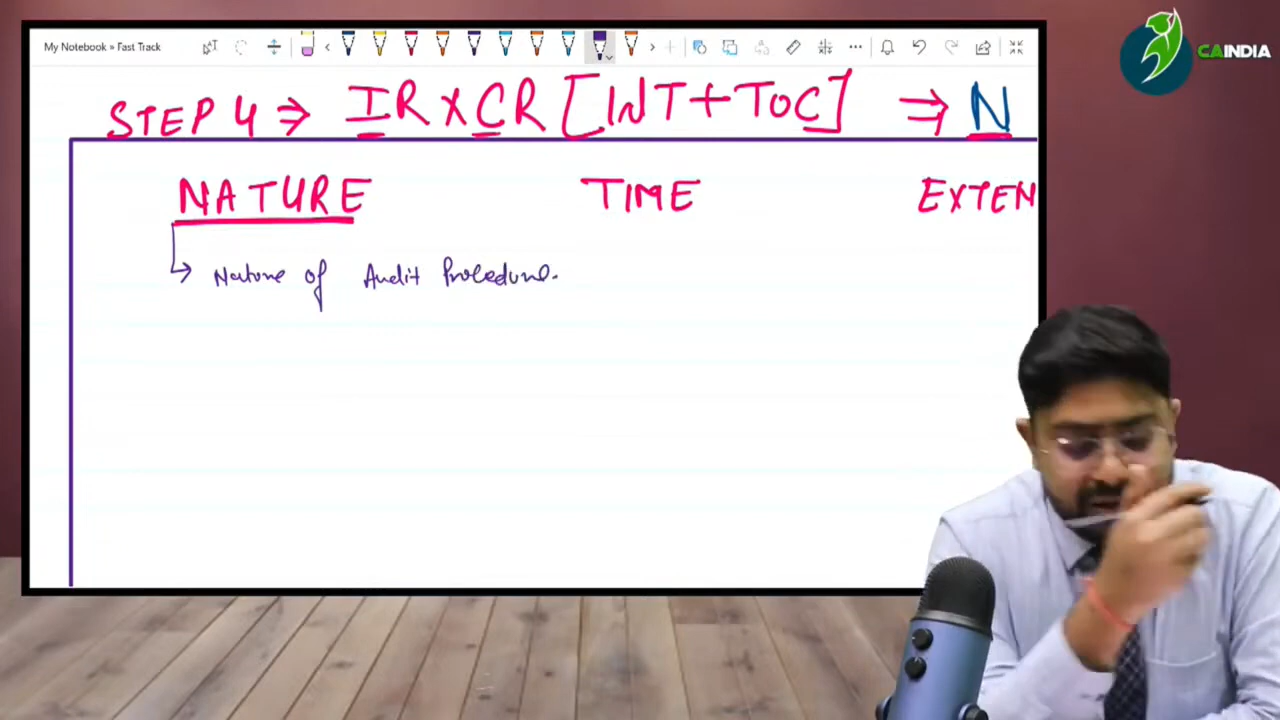 My Notebook » Fast Track
CAINDIA
STEP 4 ⇒ IR X CR [INT + TOC] ⇒ N
NATURE TIME EXTEN
→ Nature of Audit Procedure.